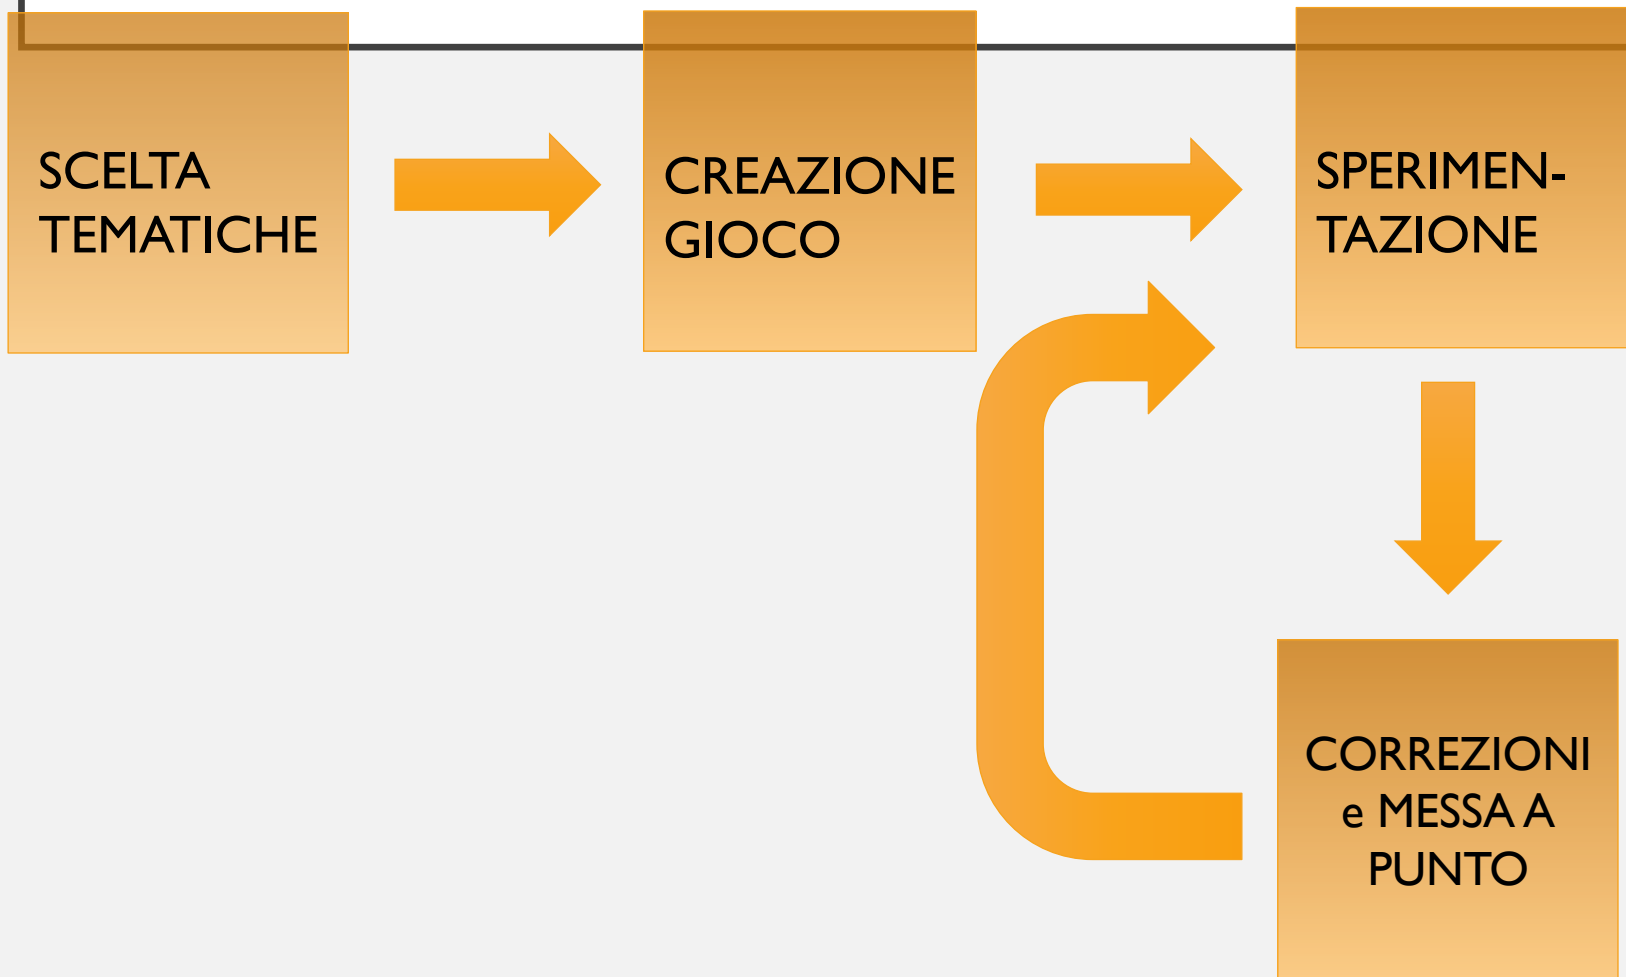 SCELTA
TEMATICHE
CREAZIONE
GIOCO
SPERIMEN-
TAZIONE
CORREZIONI
e MESSA A
PUNTO